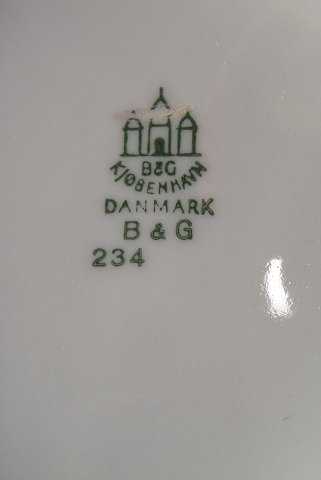 B&G
KJØBENHAVN
DANMARK
B & G
234